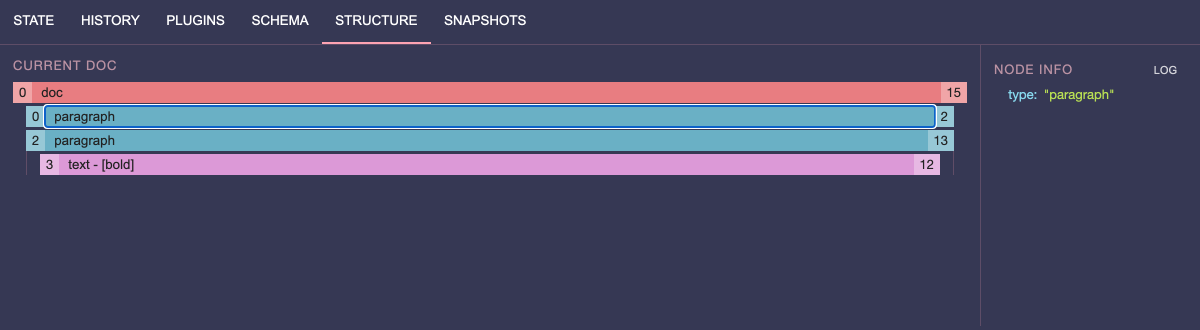 STATE HISTORY PLUGINS SCHEMA STRUCTURE SNAPSHOTS
CURRENT DOC
0 doc 15
0 paragraph 2
2 paragraph 13
3 text - [bold] 12
NODE INFO LOG
type: "paragraph"